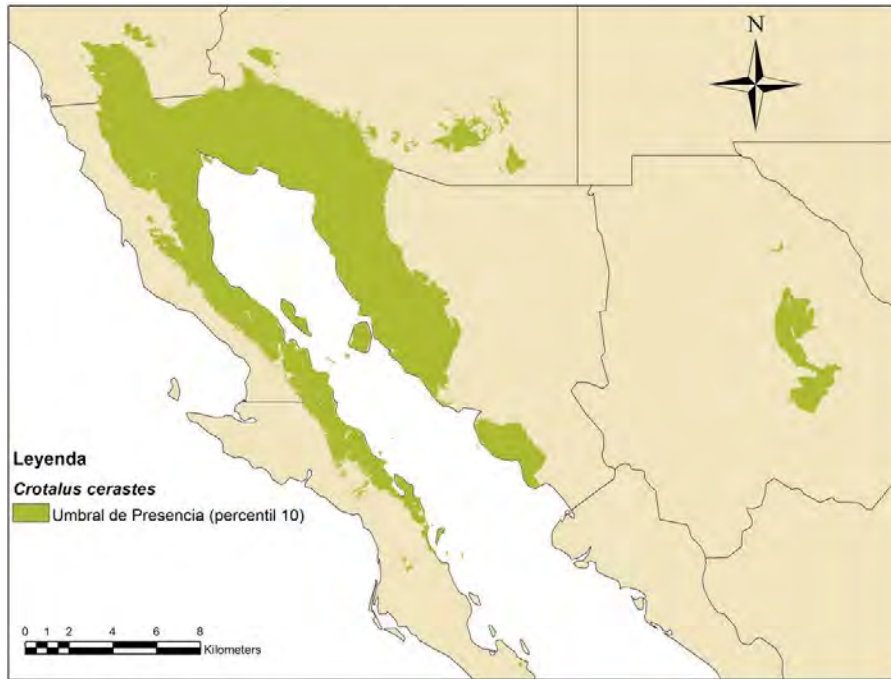 N
Leyenda
Crotalus cerastes
Umbral de Presencia (percentil 10)
0 1 2 4 6 8
Kilometers